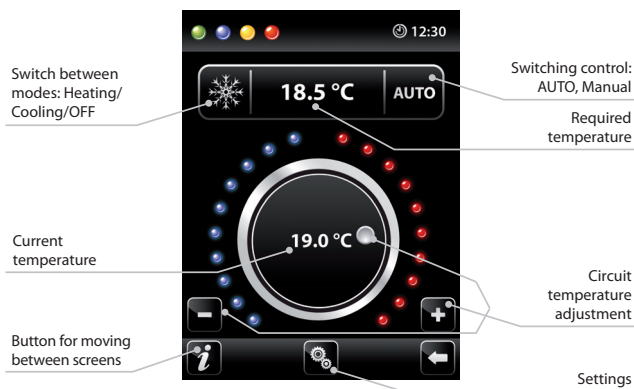 12:30
Switch between
modes: Heating/
Cooling/OFF
18.5 °C
AUTO
Switching control:
AUTO, Manual
Required
temperature
Current
temperature
19.0 °C
Circuit
temperature
adjustment
-
+
Button for moving
between screens
i
Settings